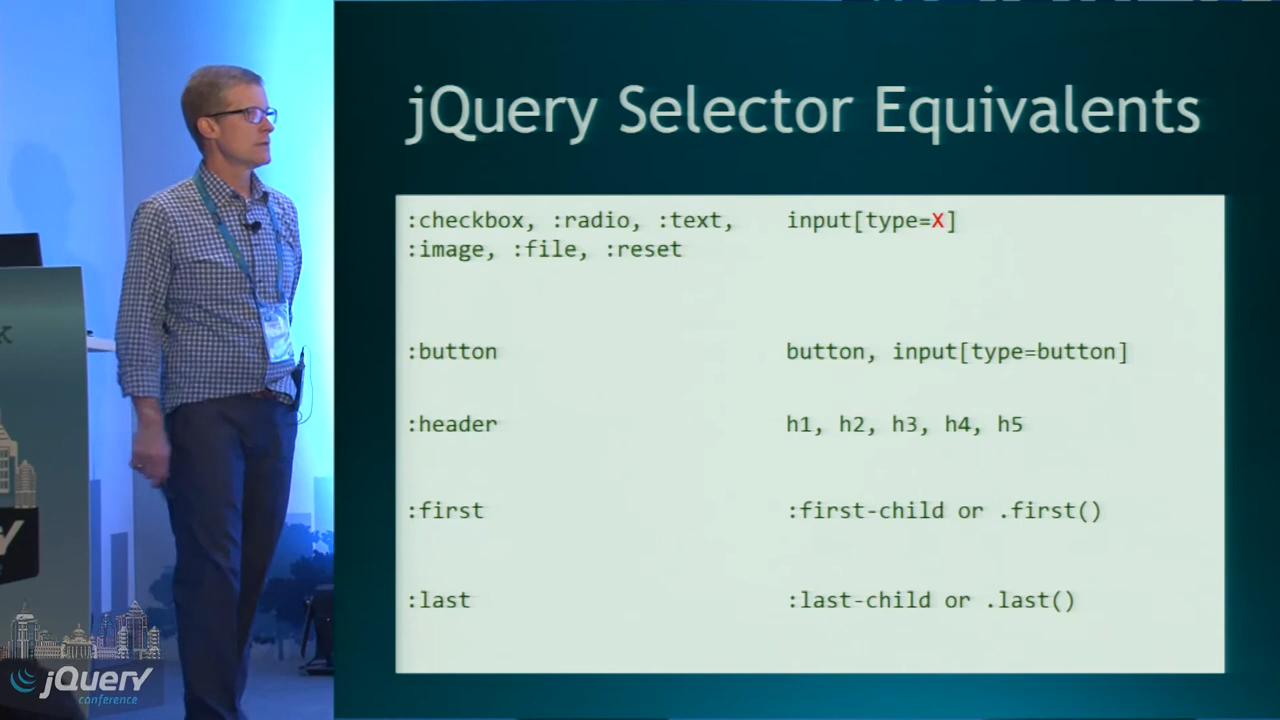 jQuery Selector Equivalents
:checkbox, :radio, :text, input[type=X]
:image, :file, :reset
:button button, input[type=button]
:header h1, h2, h3, h4, h5
:first :first-child or .first()
:last :last-child or .last()
jQuery
conference